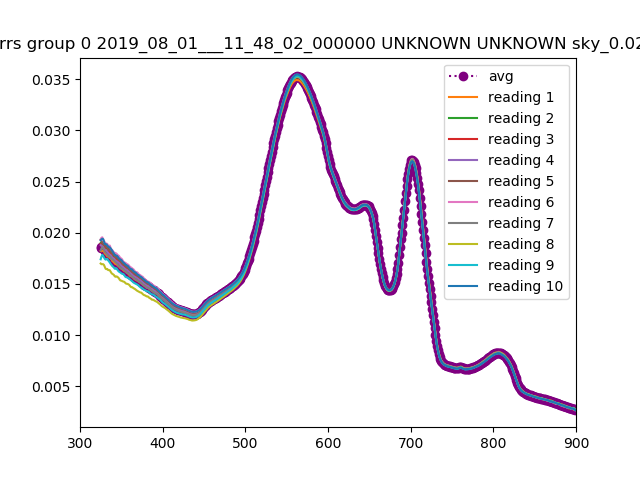 rrs group 0 2019_08_01___11_48_02_000000 UNKNOWN UNKNOWN sky_0.02
0.035
0.030
0.025
0.020
0.015
0.010
0.005
300 400 500 600 700 800 900
avg
reading 1
reading 2
reading 3
reading 4
reading 5
reading 6
reading 7
reading 8
reading 9
reading 10